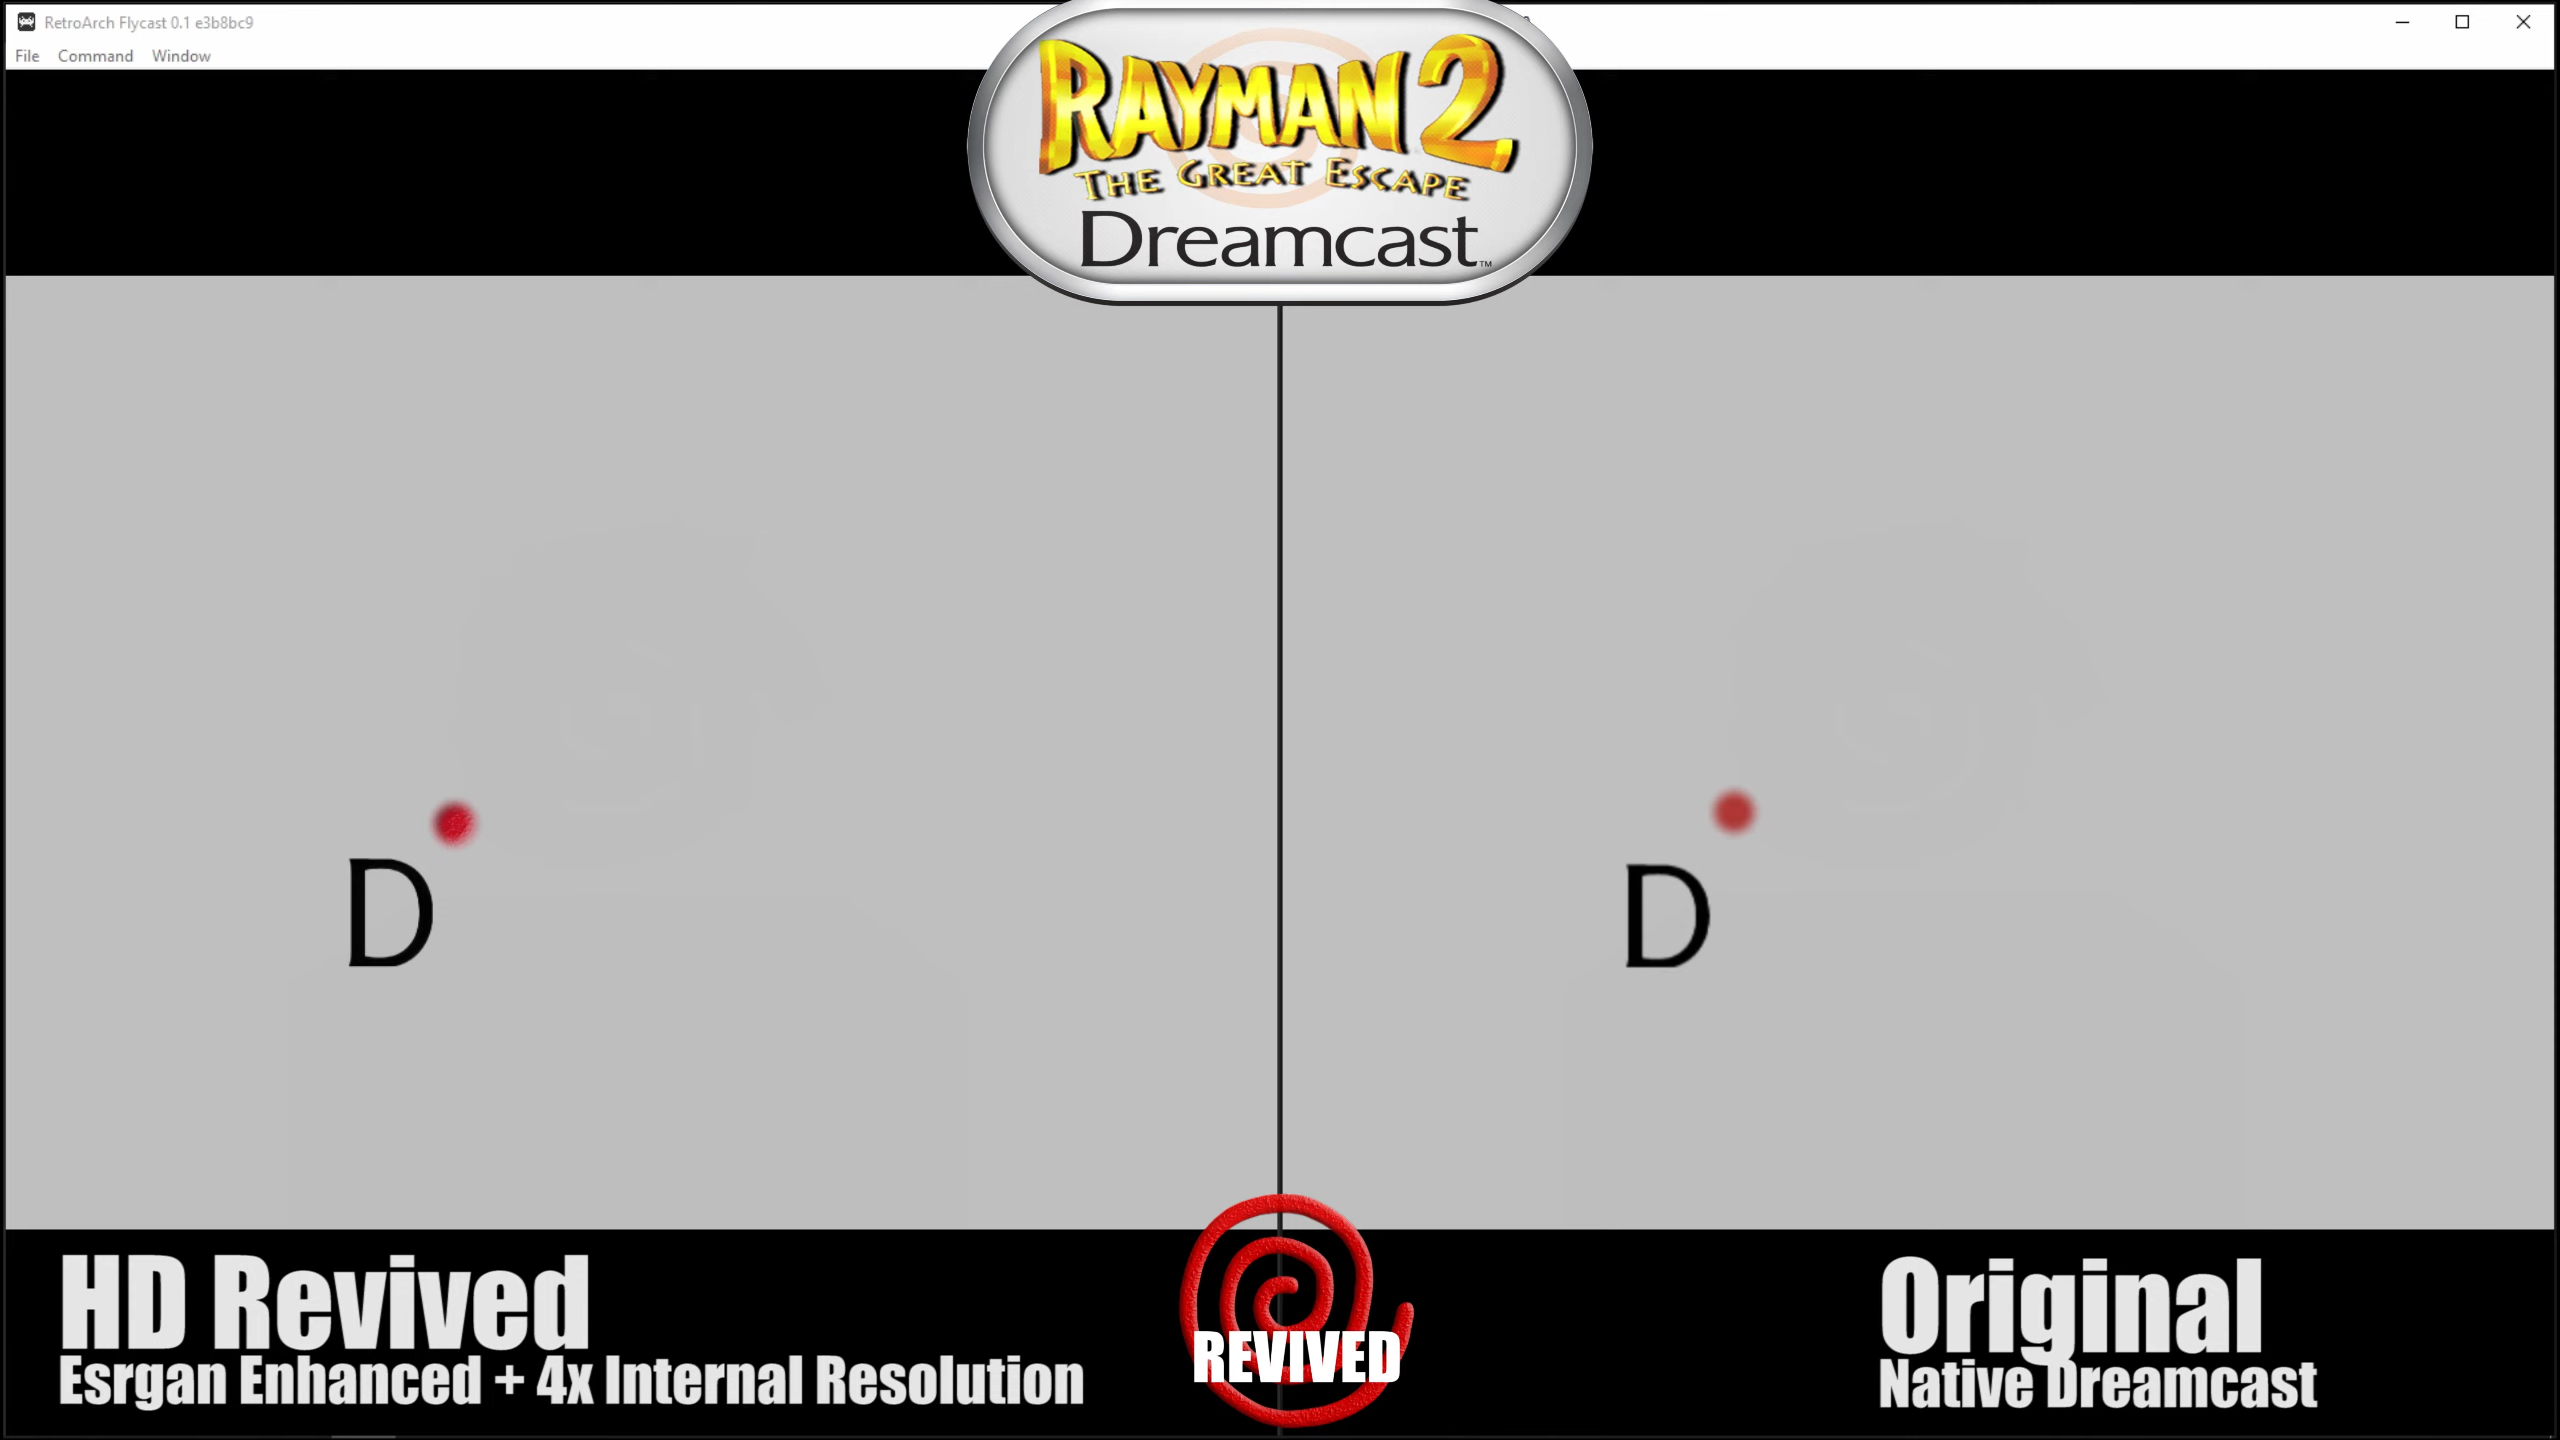 RetroArch Flycast 0.1 e3b8bc9
File Command Window
RAYMAN 2
THE GREAT ESCAPE
Dreamcast™
D
D
HD Revived
Esrgan Enhanced + 4x Internal Resolution
REVIVED
Original
Native Dreamcast